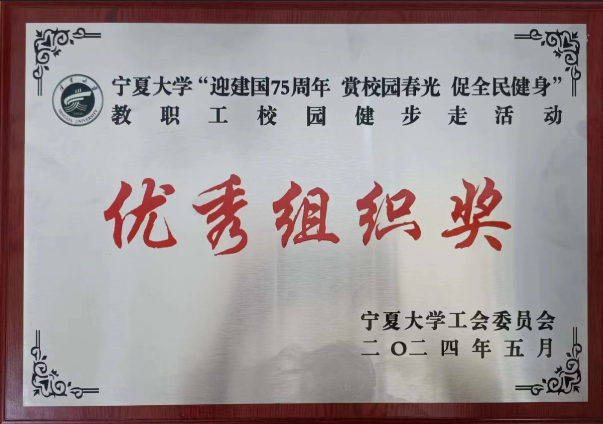 宁夏大学“迎建国75周年 赏校园春光 促全民健身”
教职工校园健步走活动
优秀组织奖
宁夏大学工会委员会
二〇二四年五月